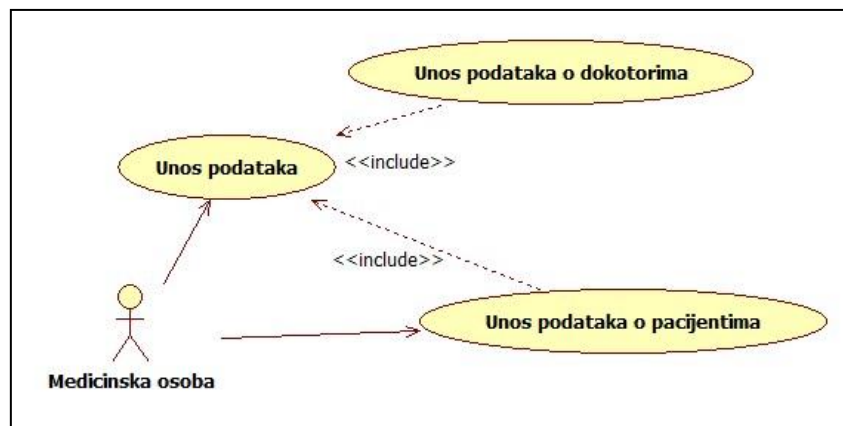 Unos podataka o dokotorima
Unos podataka
<<include>>
<<include>>
Unos podataka o pacijentima
Medicinska osoba